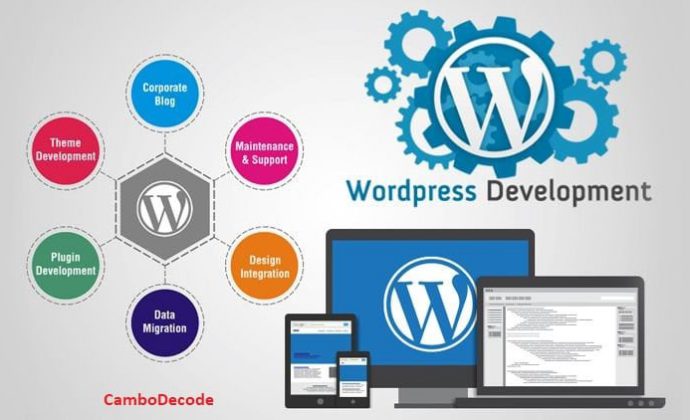 Corporate
Blog
Theme
Development
Maintenance
& Support
Plugin
Development
Design
Integration
Data
Migration
CamboDecode
Wordpress Development